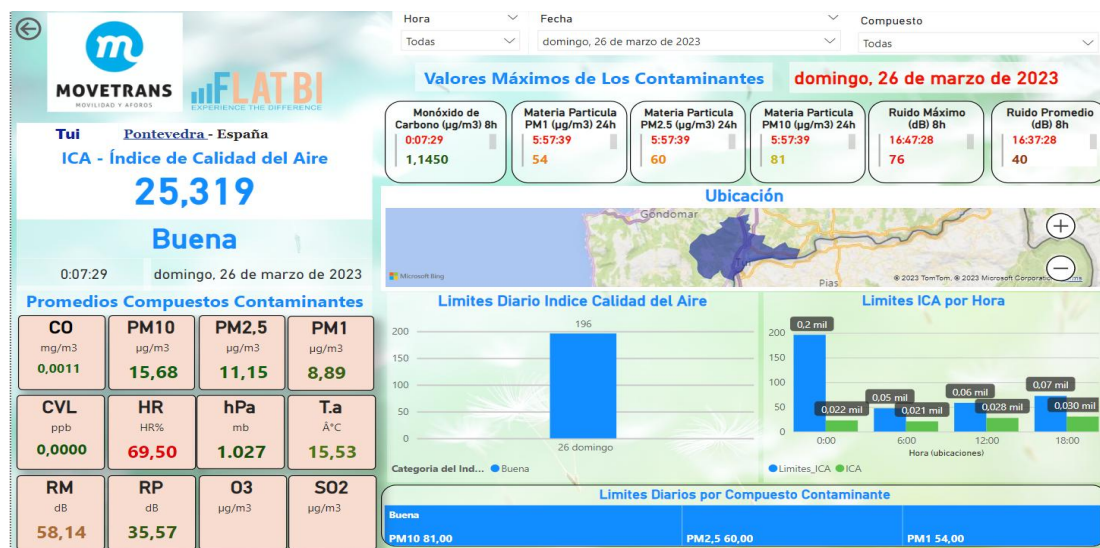 Hora
Fecha
Compuesto
Todas
domingo, 26 de marzo de 2023
Todas
m
MOVETRANS
MOVILIDAD Y AFOROS
FLAT BI
EXPERIENCE THE DIFFERENCE
Valores Máximos de Los Contaminantes
domingo, 26 de marzo de 2023
Monóxido de
Carbono (µg/m3) 8h
0:07:29
1,1450
Materia Particula
PM1 (µg/m3) 24h
5:57:39
54
Materia Particula
PM2.5 (µg/m3) 24h
5:57:39
60
Materia Particula
PM10 (µg/m3) 24h
5:57:39
81
Ruido Máximo
(dB) 8h
16:47:28
76
Ruido Promedio
(dB) 8h
16:37:28
40
Tui Pontevedra - España
ICA - Índice de Calidad del Aire
25,319
Buena
0:07:29 domingo, 26 de marzo de 2023
Ubicación
Gondomar
Tui
Pias
Microsoft Bing
© 2023 TomTom, © 2023 Microsoft Corporation
Promedios Compuestos Contaminantes
CO
mg/m3
0,0011
PM10
µg/m3
15,68
PM2,5
µg/m3
11,15
PM1
µg/m3
8,89
CVL
ppb
0,0000
HR
HR%
69,50
hPa
mb
1.027
T.a
Â°C
15,53
RM
dB
58,14
RP
dB
35,57
O3
µg/m3
SO2
µg/m3
Limites Diario Indice Calidad del Aire
200
150
100
50
0
196
26 domingo
Categoria del Ind... Buena
Limites ICA por Hora
200
150
100
50
0
0,2 mil
0,022 mil
0,05 mil
0,021 mil
0,06 mil
0,028 mil
0,07 mil
0,030 mil
0:00 6:00 12:00 18:00
Hora (ubicaciones)
Limites_ICA ICA
Limites Diarios por Compuesto Contaminante
Buena
PM10 81,00 PM2,5 60,00 PM1 54,00